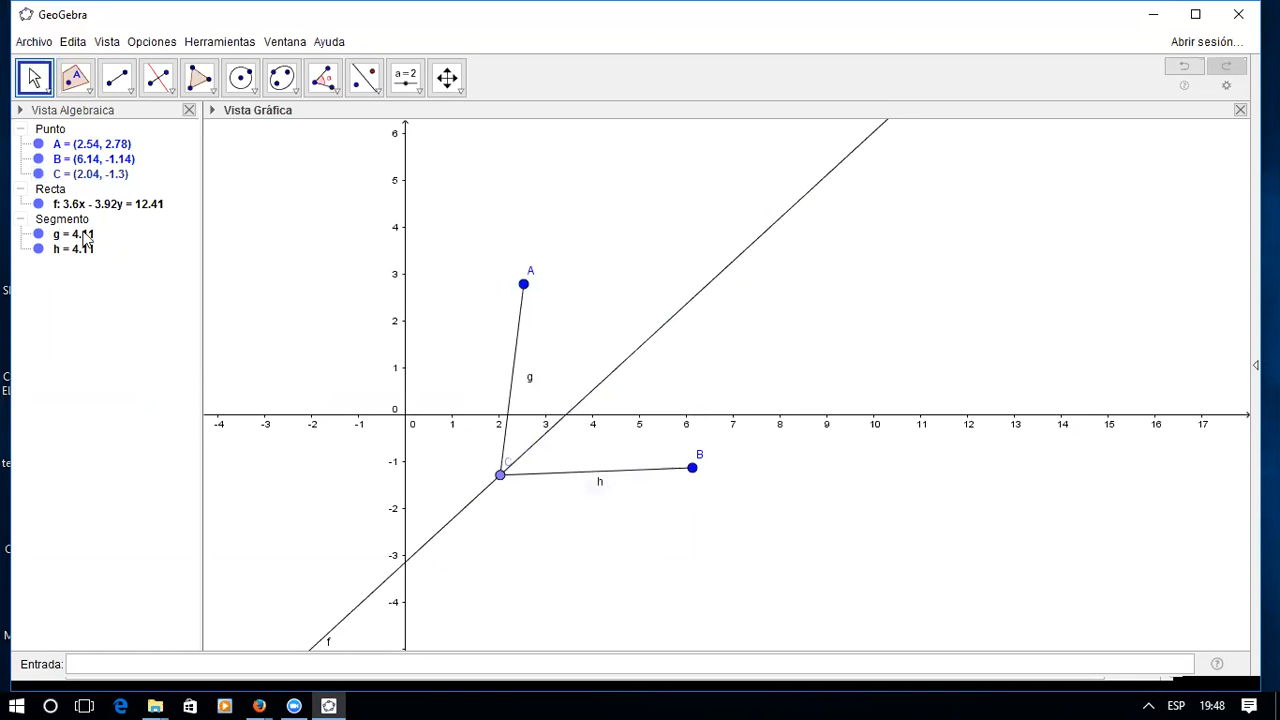 GeoGebra
Archivo Edita Vista Opciones Herramientas Ventana Ayuda
Abrir sesión...
A
α
a=2
Vista Algebraica
Vista Gráfica
Punto
A = (2.54, 2.78)
B = (6.14, -1.14)
C = (2.04, -1.3)
Recta
f: 3.6x - 3.92y = 12.41
Segmento
g = 4.11
h = 4.11
6
5
4
3
2
1
0
-1
-2
-3
-4
-4 -3 -2 -1 0 1 2 3 4 5 6 7 8 9 10 11 12 13 14 15 16 17
A
g
C
B
h
f
Entrada:
ESP 19:48